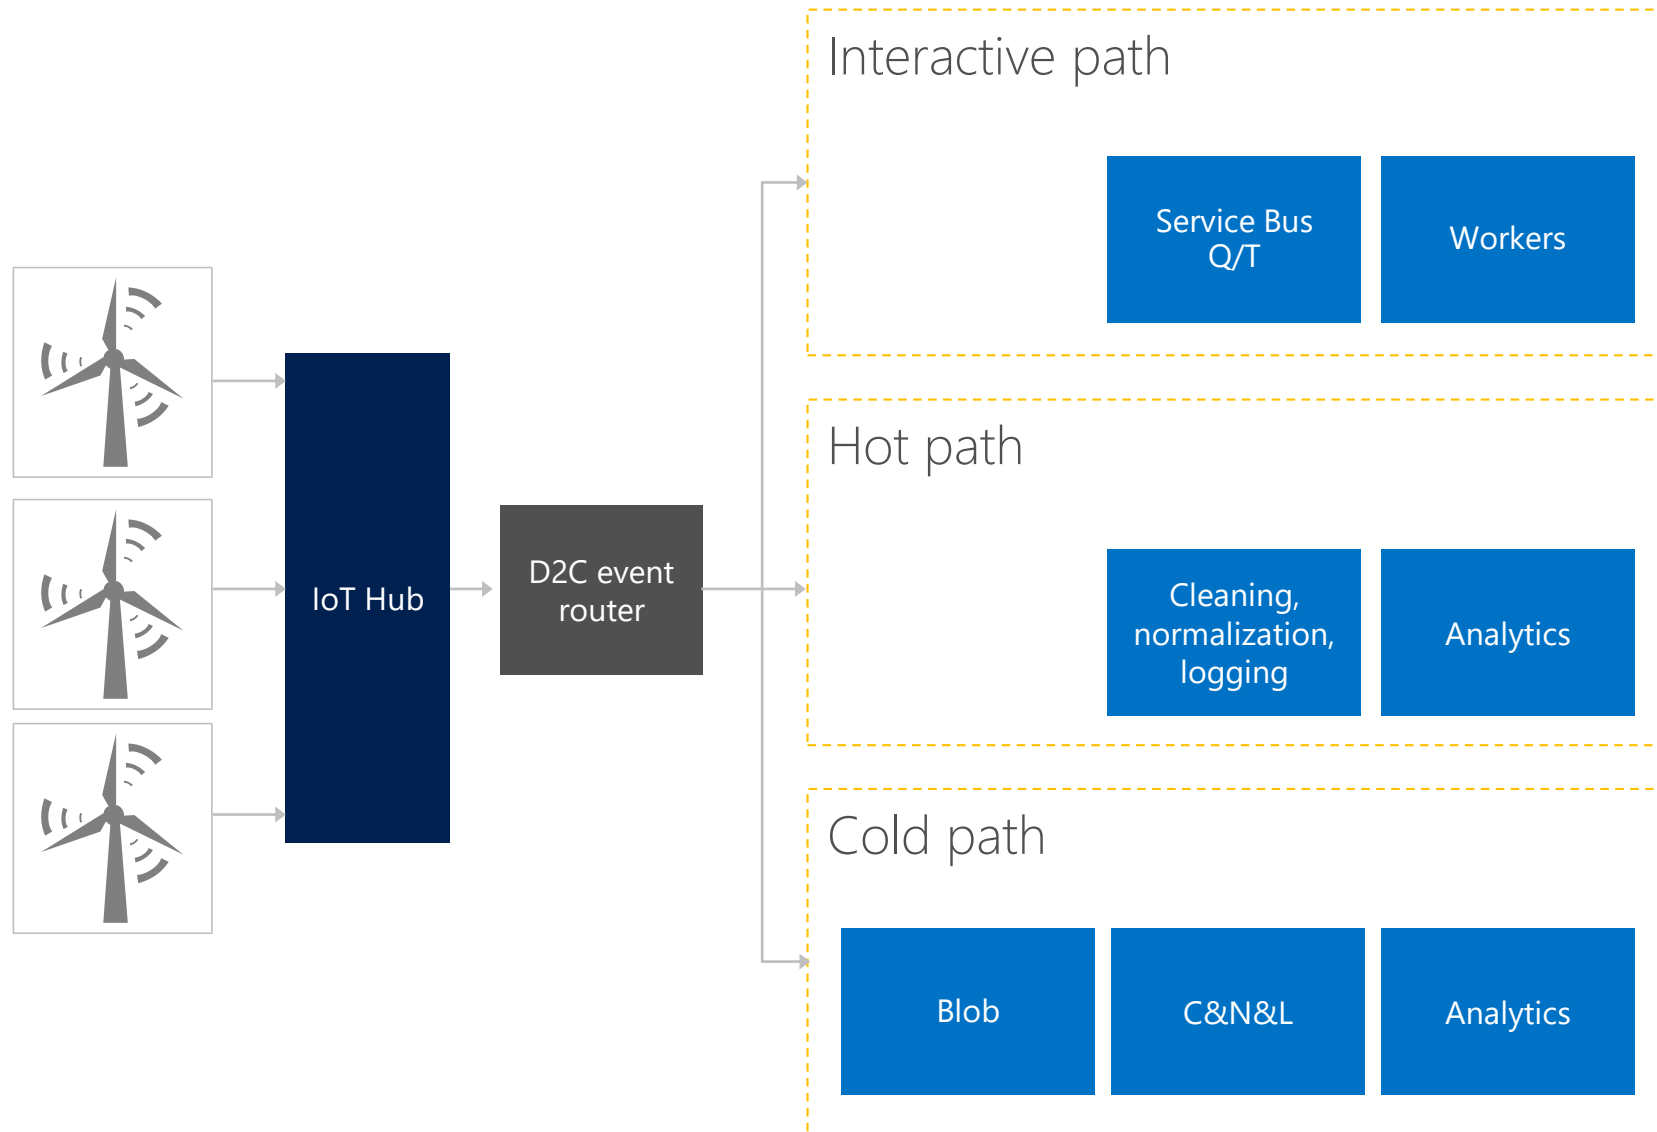 Interactive path
Service Bus
Q/T
Workers
IoT Hub
D2C event
router
Hot path
Cleaning,
normalization,
logging
Analytics
Cold path
Blob
C&N&L
Analytics